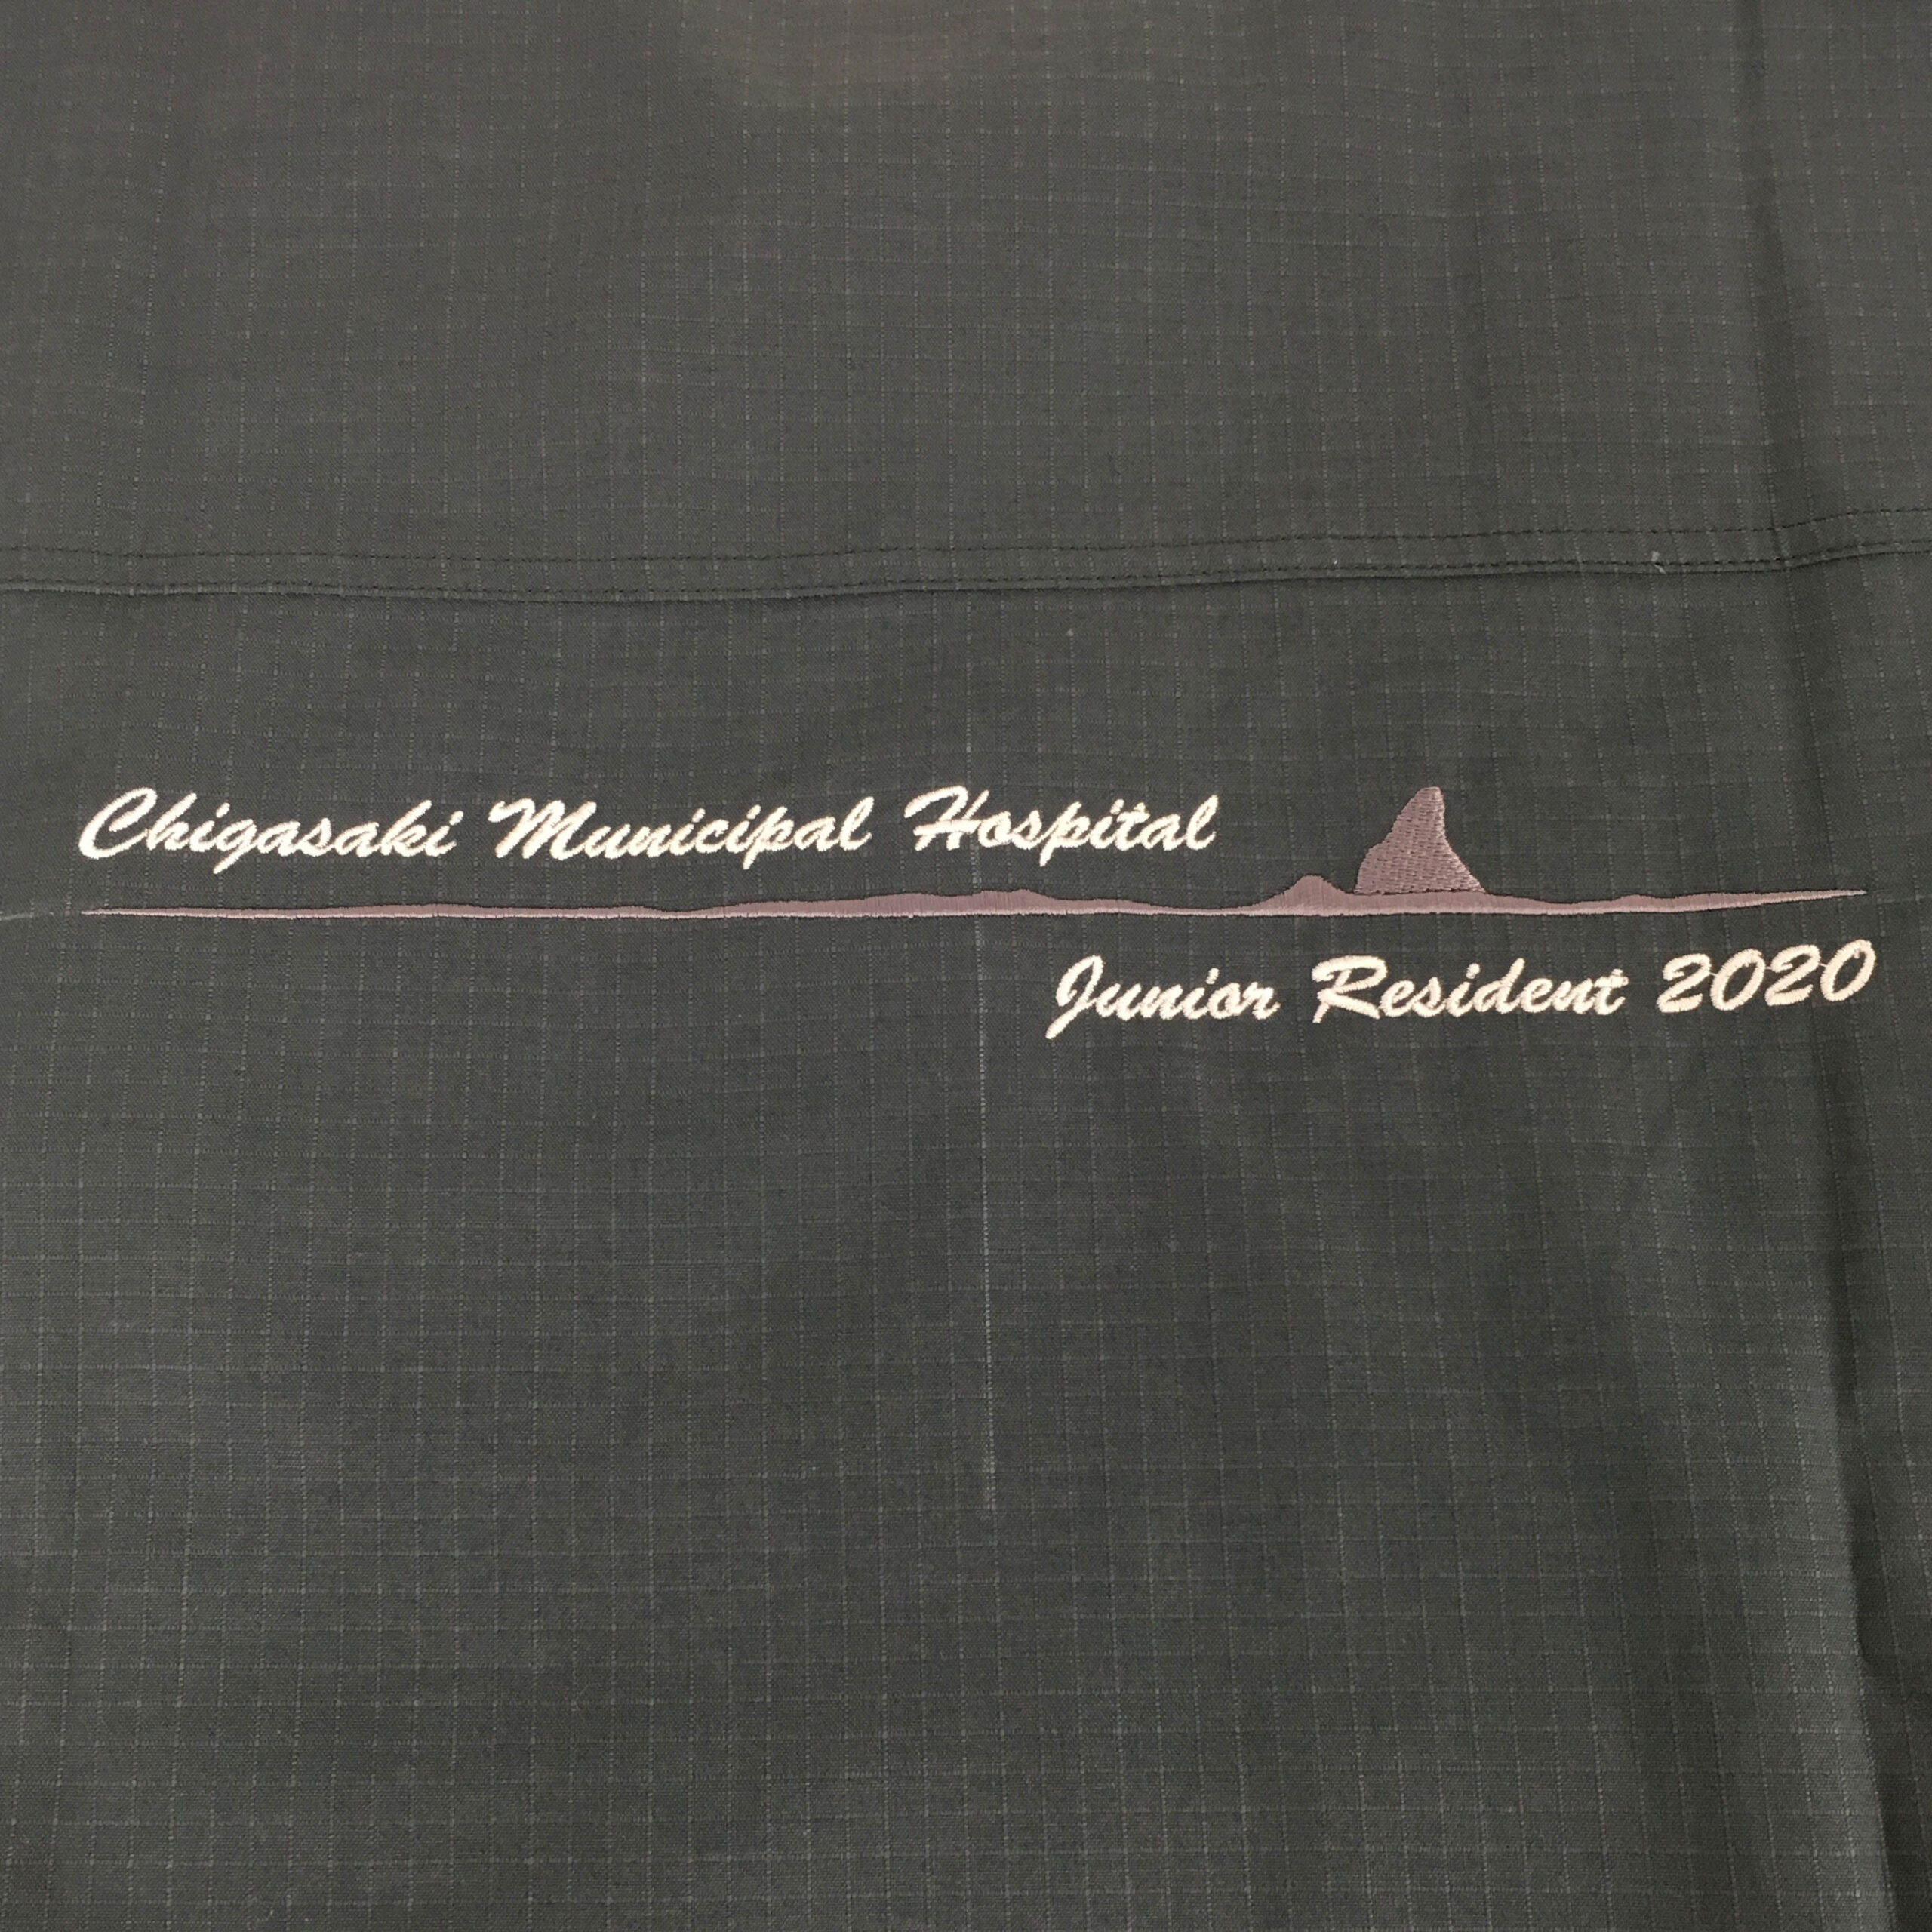 Chigasaki Municipal Hospital
Junior Resident 2020